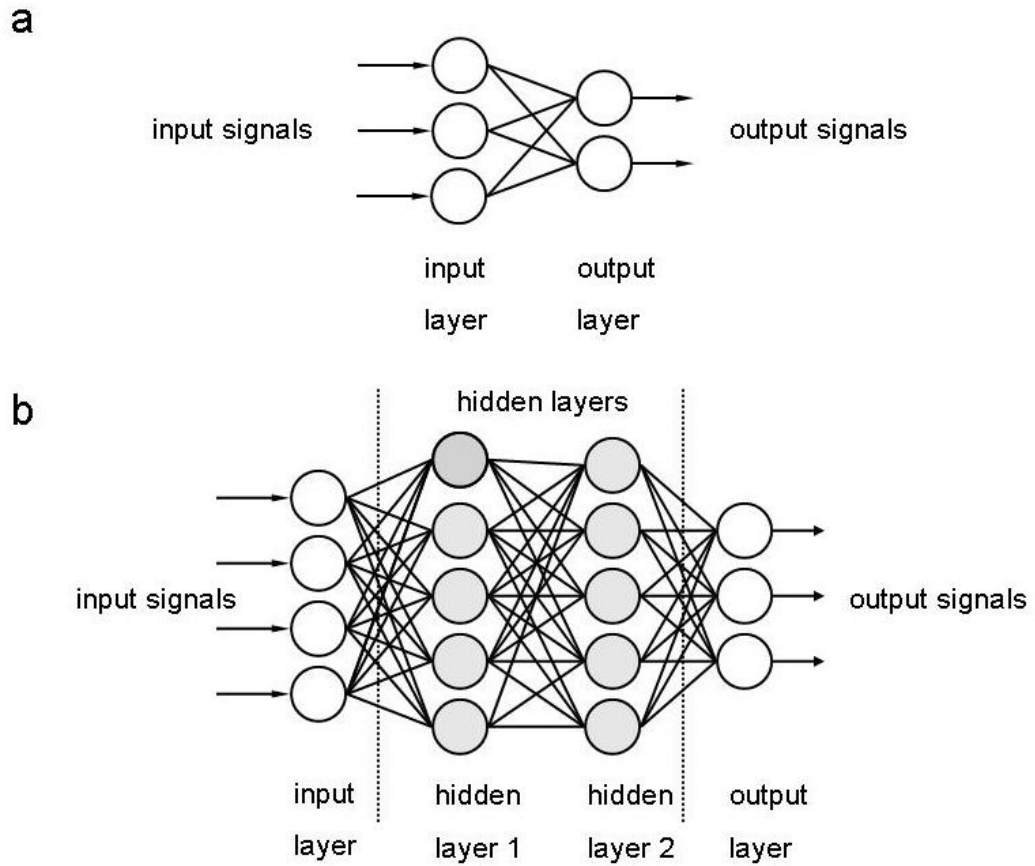 a
input signals
output signals
input
layer
output
layer
b
hidden layers
input signals
output signals
input
layer
hidden
layer 1
hidden
layer 2
output
layer